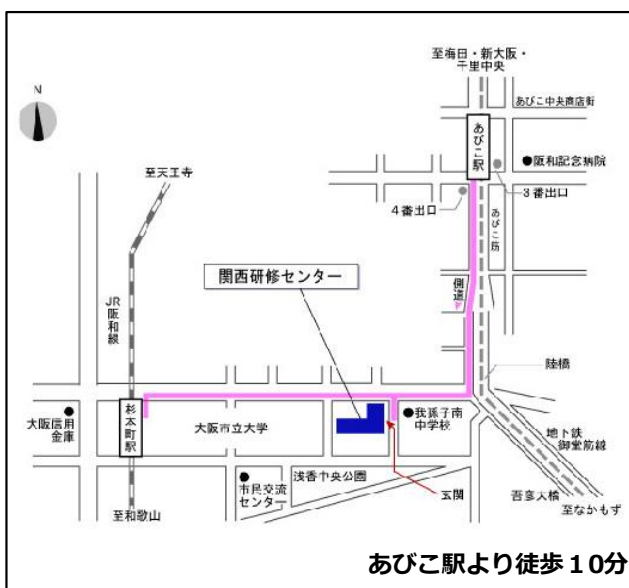 至梅田・新大阪・
千里中央
N
あびこ中央商店街
あびこ駅
●阪和記念病院
至天王寺
3番出口
4番出口
あびこ筋
関西研修センター
側道
JR阪和線
陸橋
大阪信用
金庫
杉本町駅
大阪市立大学
我孫子南
中学校
地下鉄
御堂筋線
市民交流
センター
浅香中央公園
玄関
吾彦大橋
至なかもず
至和歌山
あびこ駅より徒歩10分